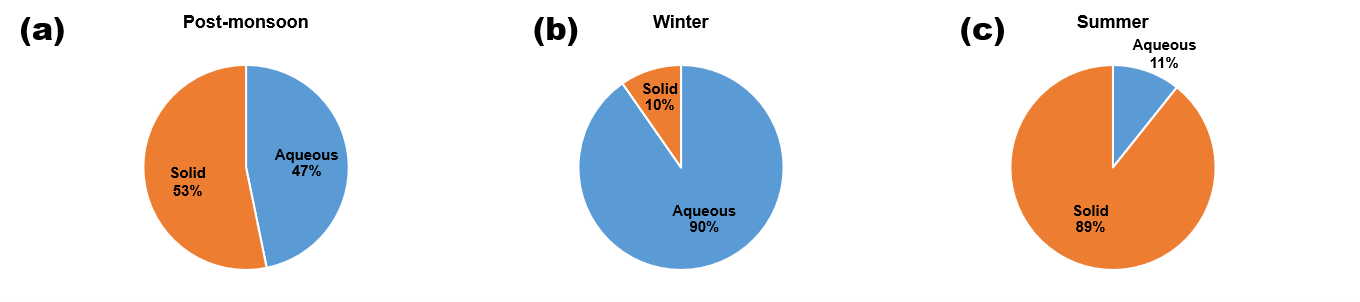 (a)
Post-monsoon
Aqueous
47%
Solid
53%
(b)
Winter
Solid
10%
Aqueous
90%
(c)
Summer
Aqueous
11%
Solid
89%